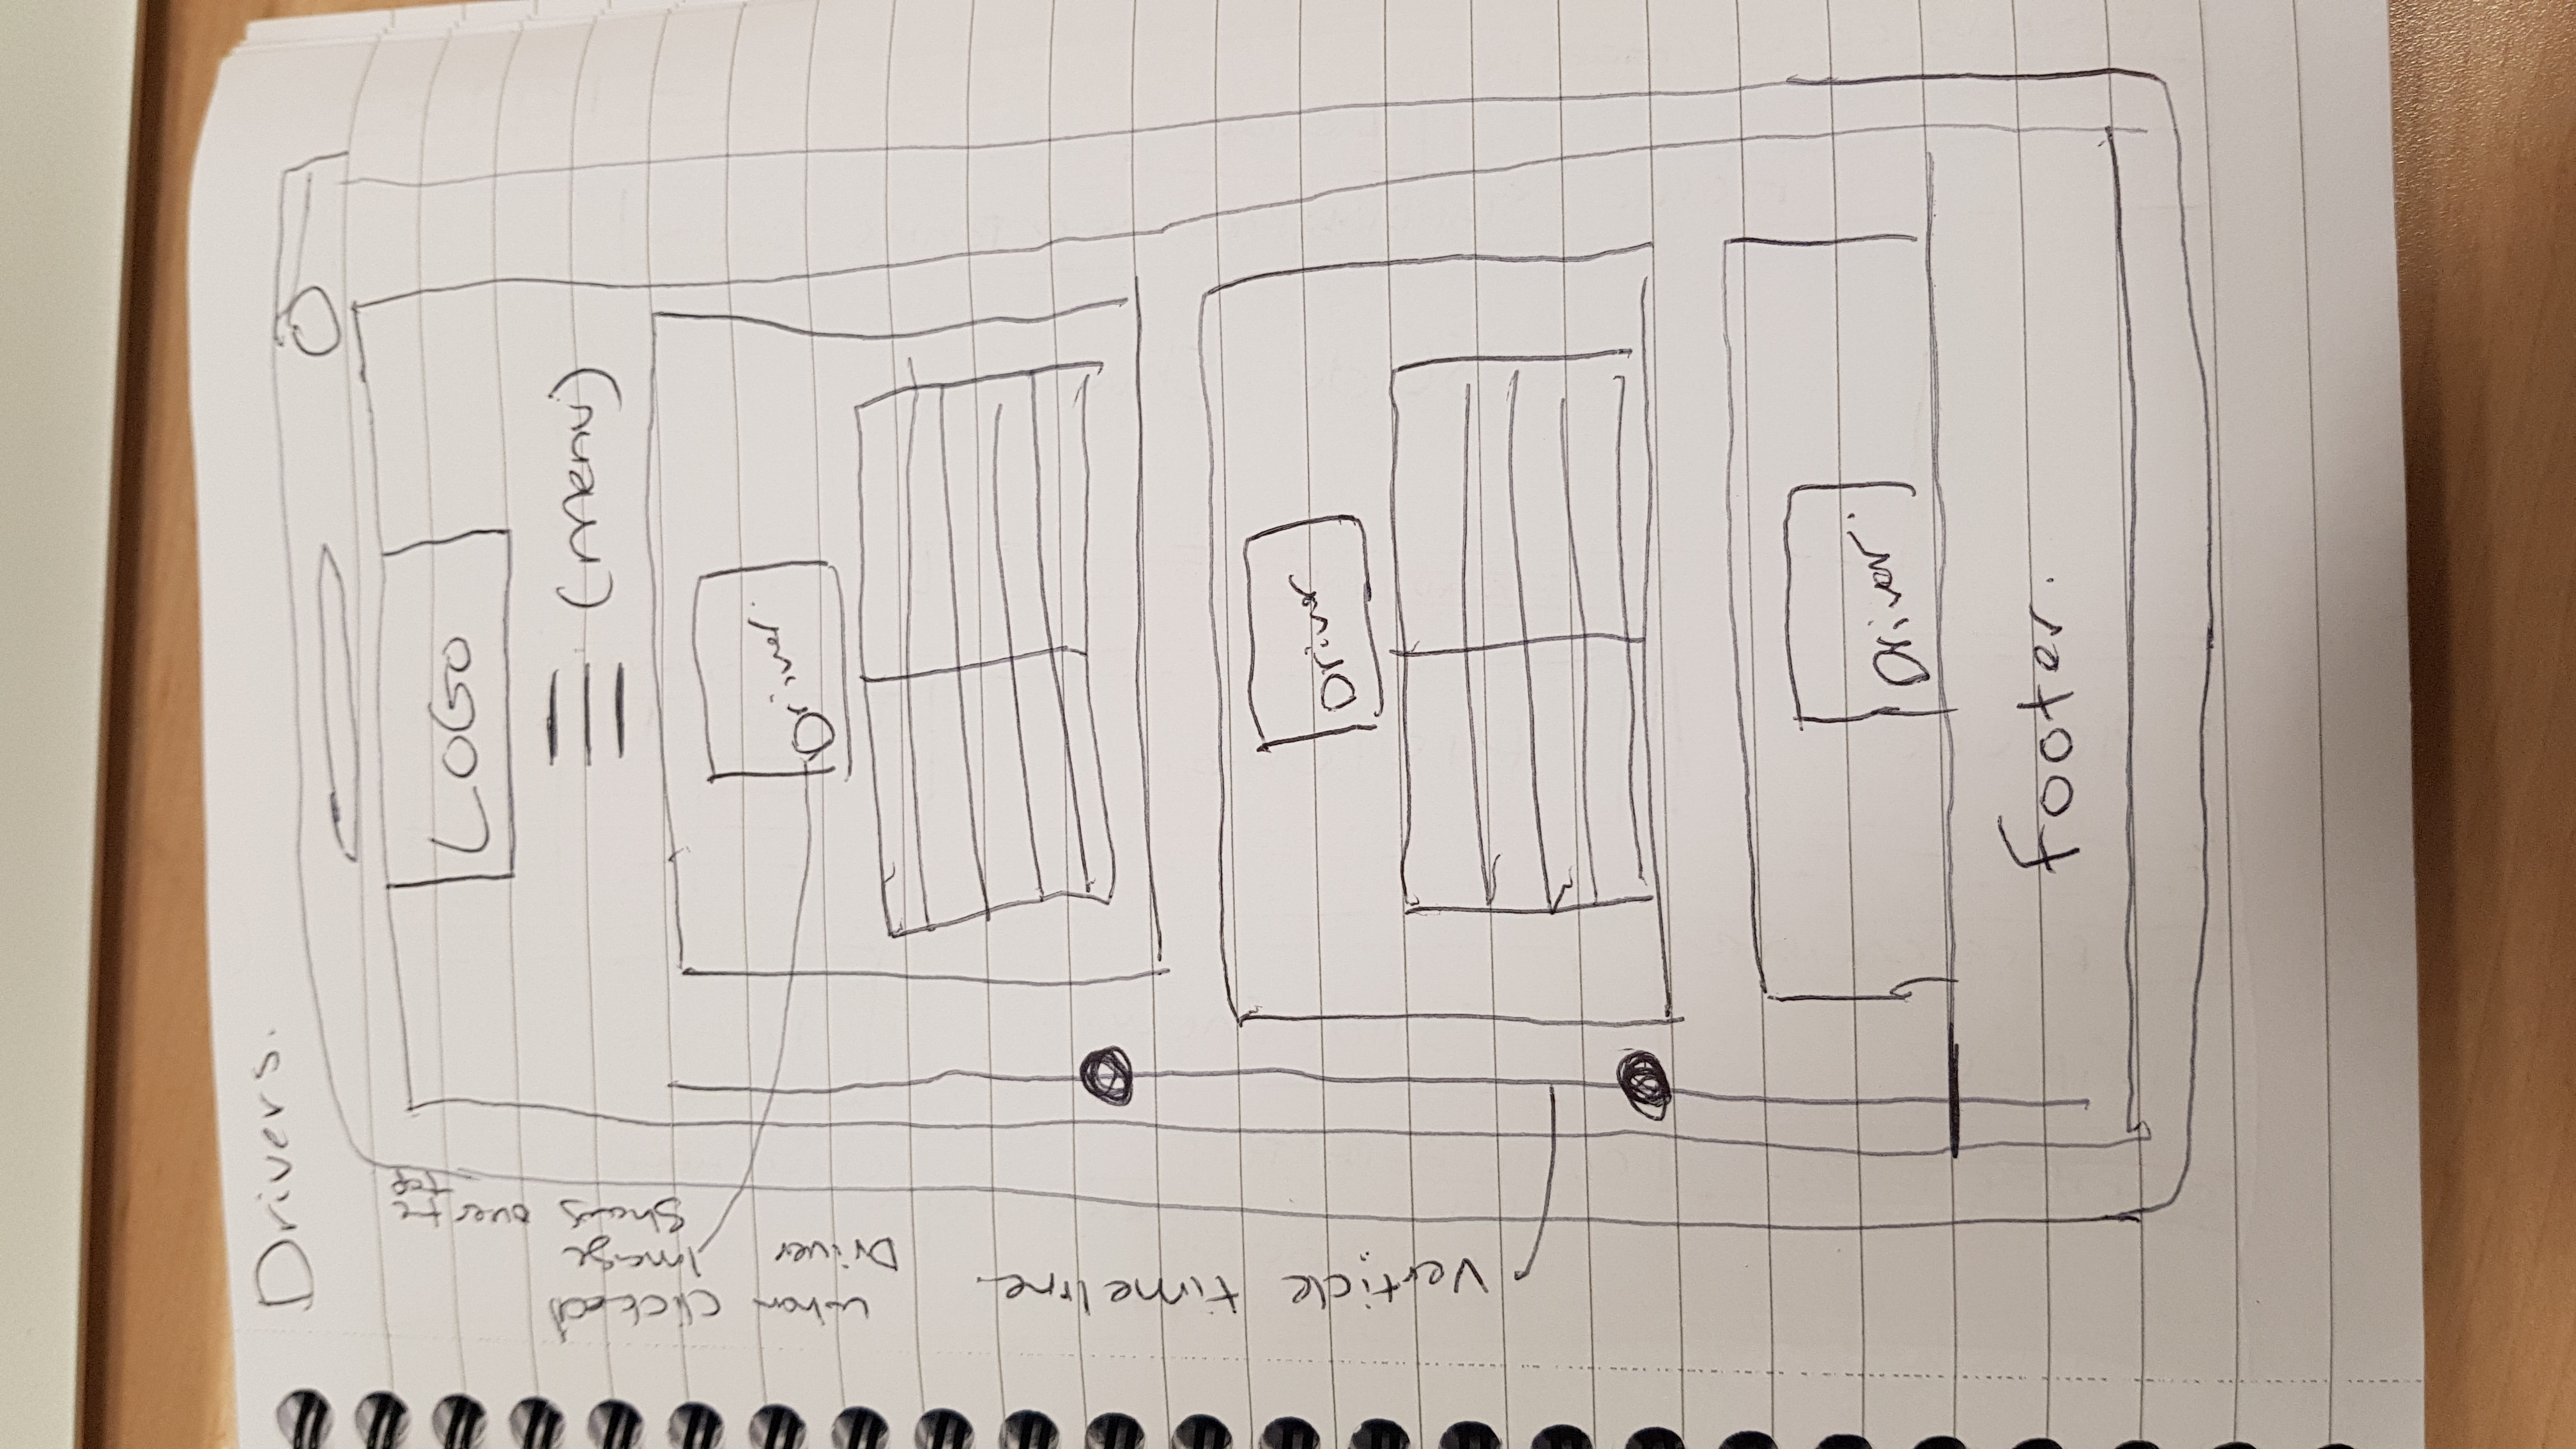 Drivers.
LOGO
(menu)
when clicked
Driver Image
Shows over the
top
Driver.
verticle timeline.
Driver
Driver.
Footer.